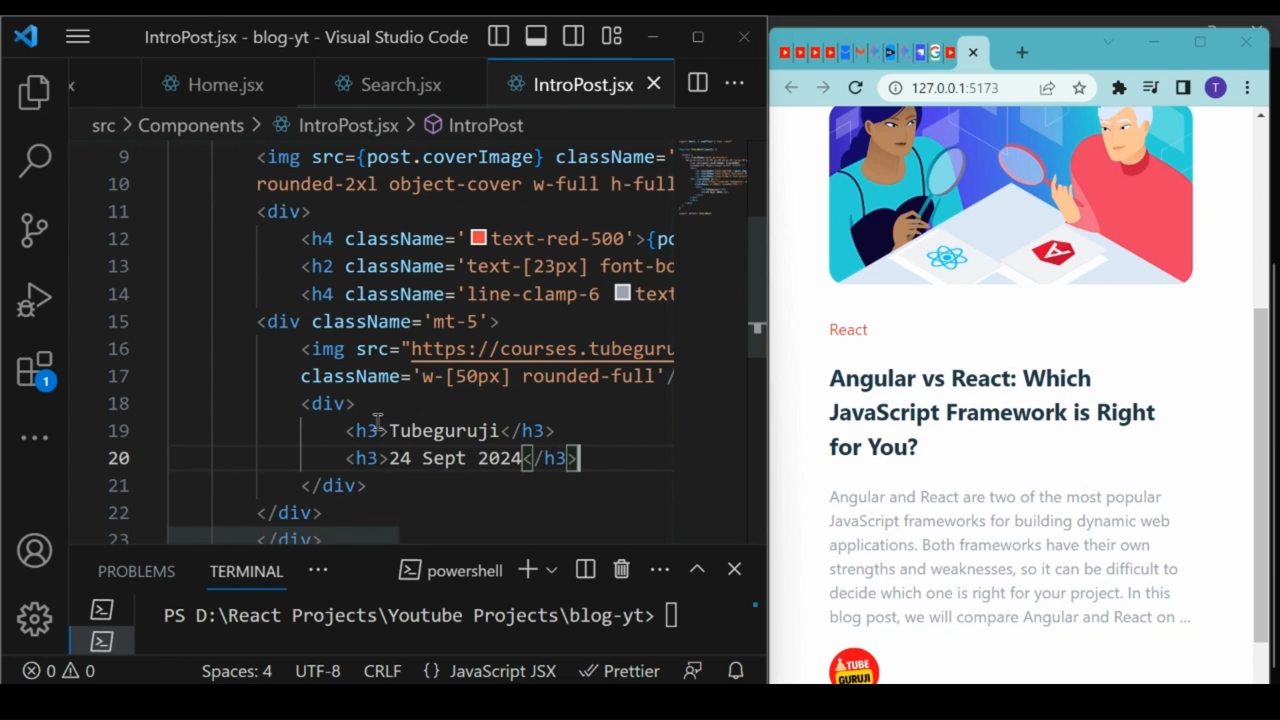 IntroPost.jsx - blog-yt - Visual Studio Code
x
Home.jsx
Search.jsx
IntroPost.jsx
src > Components > IntroPost.jsx > IntroPost
9 <img src={post.coverImage} className='
10 rounded-2xl object-cover w-full h-full
11 <div>
12 <h4 className='text-red-500'>{po
13 <h2 className='text-[23px] font-bo
14 <h4 className='line-clamp-6 text
15 <div className='mt-5'>
16 <img src="https://courses.tubeguru
17 className='w-[50px] rounded-full'/
18 <div>
19 <h3>Tubeguruji</h3>
20 <h3>24 Sept 2024</h3>
21 </div>
22 </div>
23 </div>
PROBLEMS TERMINAL ···
powershell
PS D:\React Projects\Youtube Projects\blog-yt>
1
0 0 Spaces: 4 UTF-8 CRLF {} JavaScript JSX Prettier
127.0.0.1:5173
T
React
Angular vs React: Which
JavaScript Framework is Right
for You?
Angular and React are two of the most popular
JavaScript frameworks for building dynamic web
applications. Both frameworks have their own
strengths and weaknesses, so it can be difficult to
decide which one is right for your project. In this
blog post, we will compare Angular and React on ...
TUBE
GURUJI